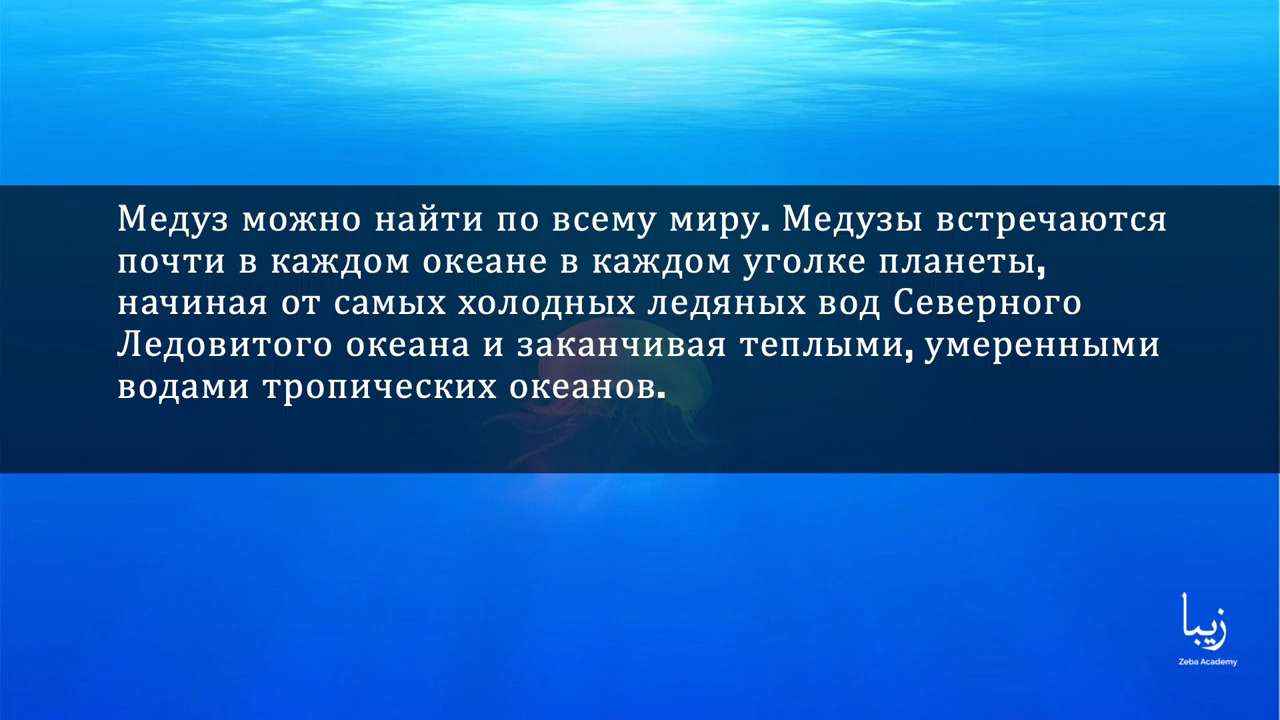 Медуз можно найти по всему миру. Медузы встречаются
почти в каждом океане в каждом уголке планеты,
начиная от самых холодных ледяных вод Северного
Ледовитого океана и заканчивая теплыми, умеренными
водами тропических океанов.
زیبا
Zeba Academy